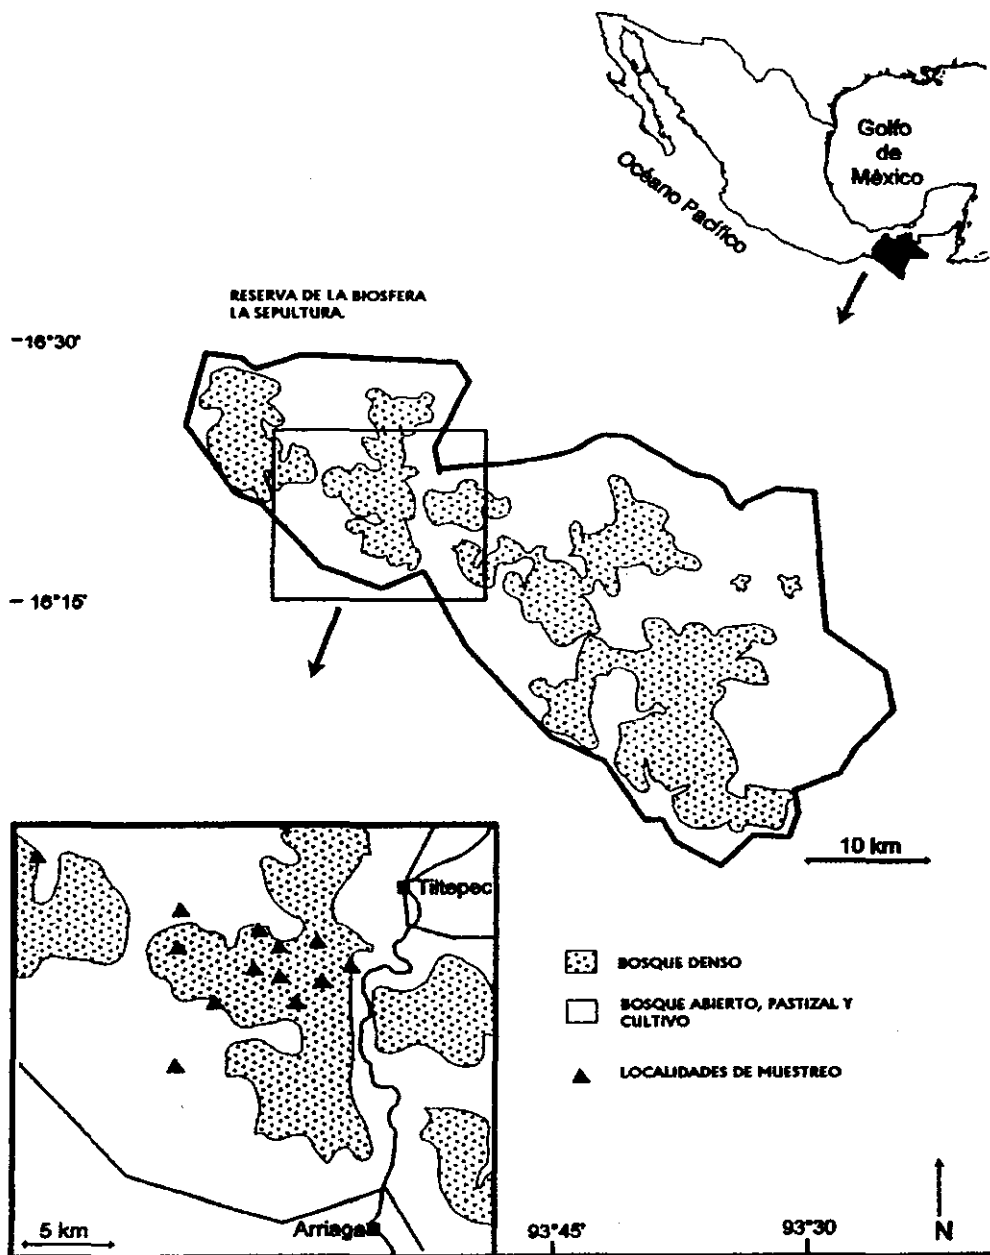 Golfo
de
México
Océano Pacífico
RESERVA DE LA BIOSFERA
LA SEPULTURA.
16°30'
16°15'
10 km
Tiltepec
BOSQUE DENSO
BOSQUE ABIERTO, PASTIZAL Y
CULTIVO
LOCALIDADES DE MUESTREO
5 km
Arriaga
93°45'
93°30
N